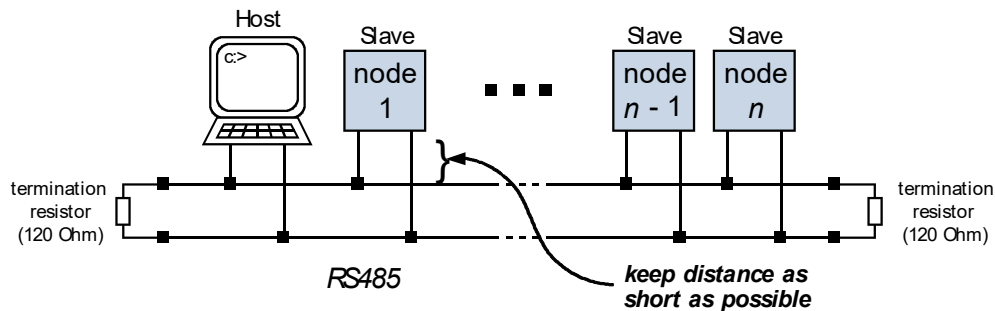 Host
c:>
Slave
node
1
Slave
node
n - 1
Slave
node
n
termination
resistor
(120 Ohm)
termination
resistor
(120 Ohm)
RS485
keep distance as
short as possible